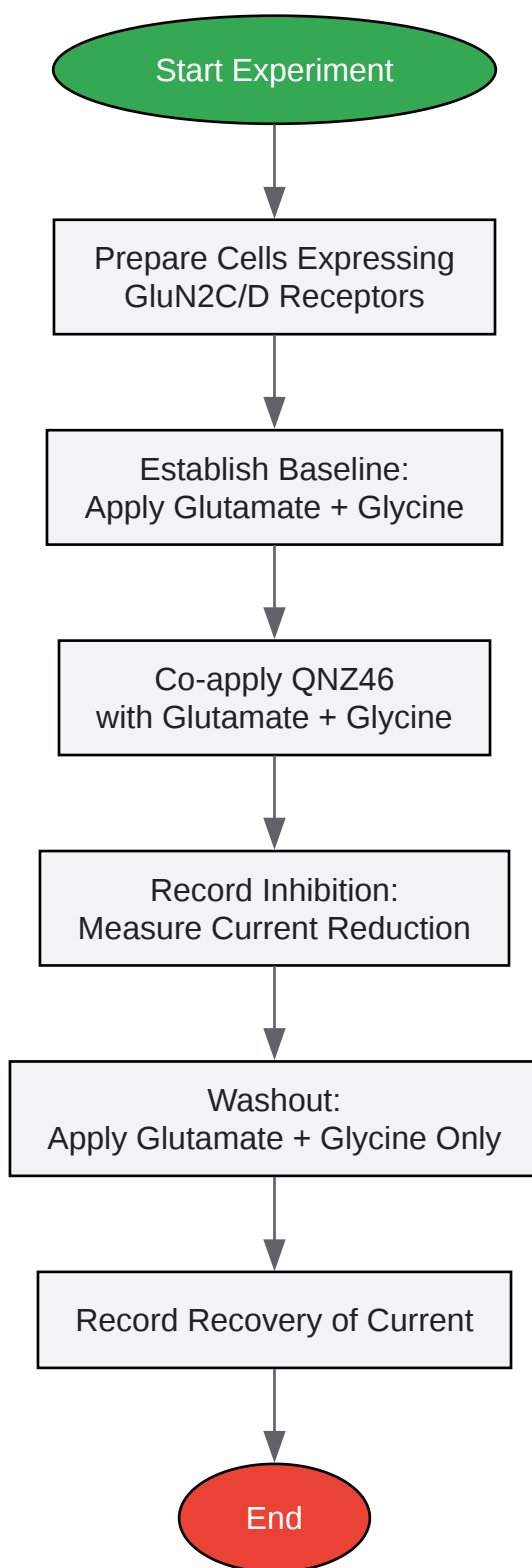 Start Experiment
Prepare Cells Expressing
GluN2C/D Receptors
Establish Baseline:
Apply Glutamate + Glycine
Co-apply QNZ46
with Glutamate + Glycine
Record Inhibition:
Measure Current Reduction
Washout:
Apply Glutamate + Glycine Only
Record Recovery of Current
End